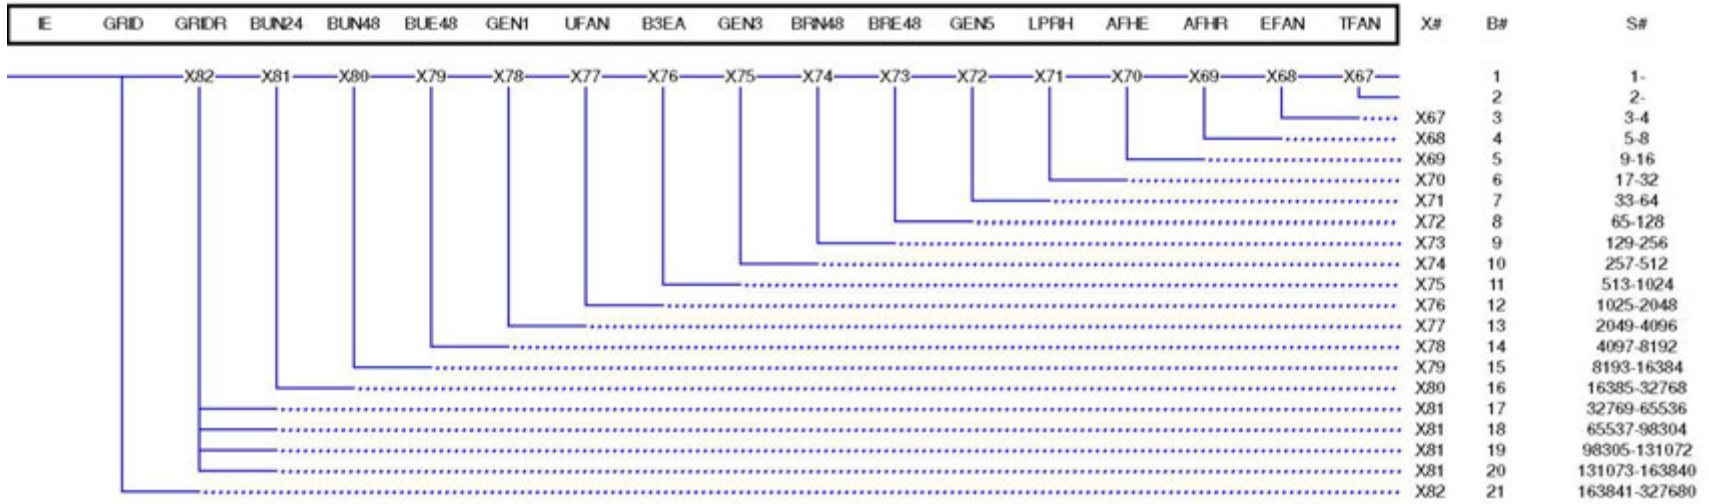 IE GRID GRIDR BUN24 BUN48 BUE48 GEN1 UFAN B3EA GEN3 BRN48 BRE48 GEN5 LPRH AFHE AFHR EFAN TFAN X# B# S#
X82 X81 X80 X79 X78 X77 X76 X75 X74 X73 X72 X71 X70 X69 X68 X67 1 1-
2 2-
X67 3 3-4
X68 4 5-8
X69 5 9-16
X70 6 17-32
X71 7 33-64
X72 8 65-128
X73 9 129-256
X74 10 257-512
X75 11 513-1024
X76 12 1025-2048
X77 13 2049-4096
X78 14 4097-8192
X79 15 8193-16384
X80 16 16385-32768
X81 17 32769-65536
X81 18 65537-98304
X81 19 98305-131072
X81 20 131073-163840
X82 21 163841-327680